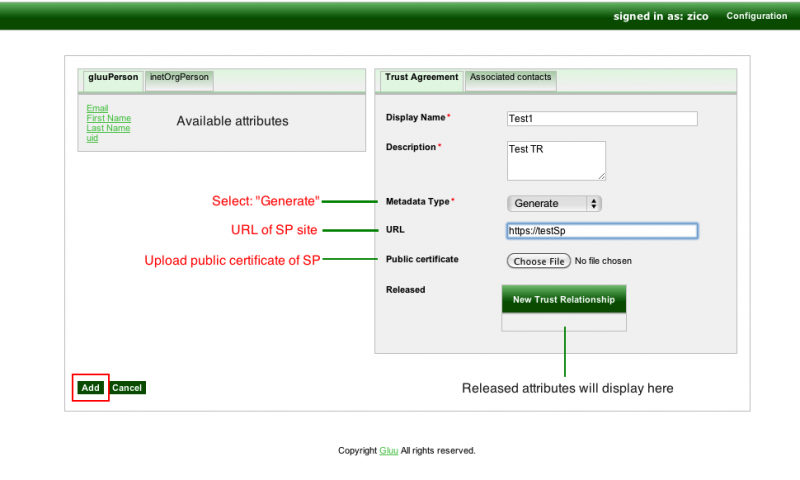 signed in as: zico Configuration
gluuPerson inetOrgPerson
Email
First Name
Last Name
uid
Available attributes
Trust Agreement Associated contacts
Display Name* Test1
Description* Test TR
Select: "Generate" Metadata Type* Generate
URL of SP site URL https://testSp
Upload public certificate of SP Public certificate Choose File No file chosen
Released New Trust Relationship
Released attributes will display here
Add Cancel
Copyright Gluu All rights reserved.